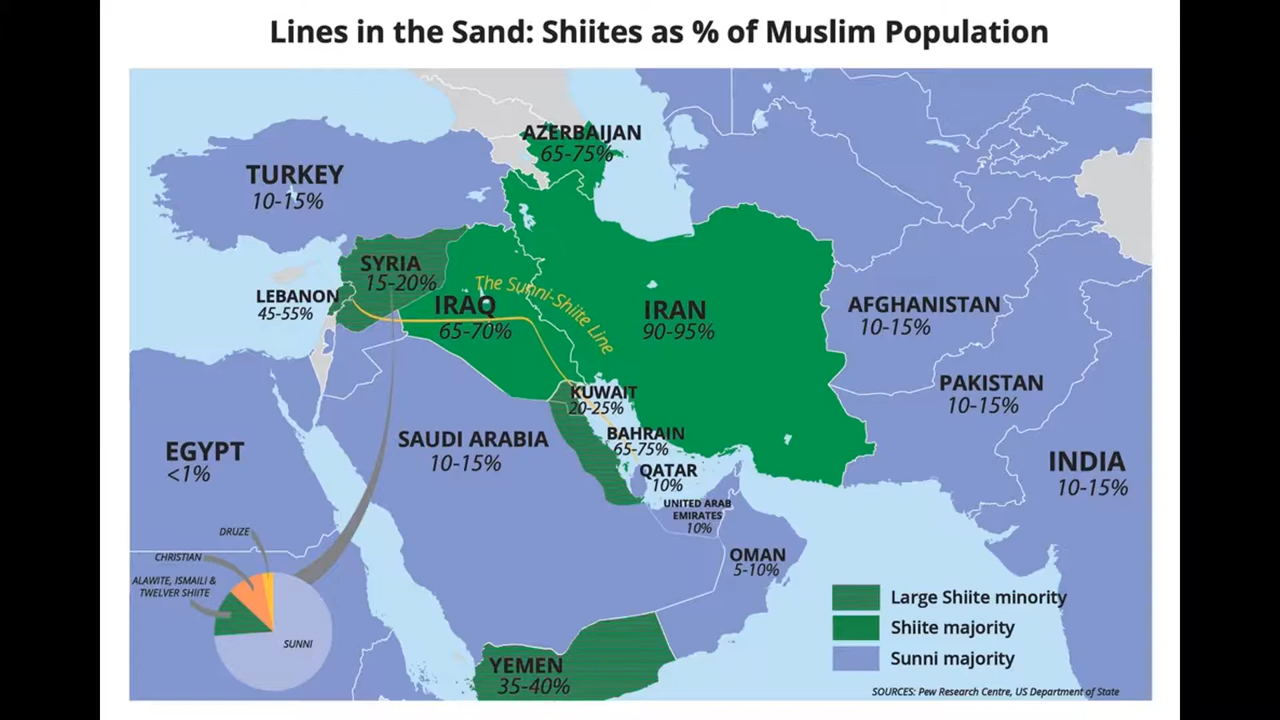 Lines in the Sand: Shiites as % of Muslim Population
AZERBAIJAN
65-75%
TURKEY
10-15%
SYRIA
15-20%
LEBANON
45-55%
The Sunni-Shiite Line
IRAQ
65-70%
IRAN
90-95%
AFGHANISTAN
10-15%
PAKISTAN
10-15%
KUWAIT
20-25%
EGYPT
<1%
SAUDI ARABIA
10-15%
BAHRAIN
65-75%
QATAR
10%
INDIA
10-15%
UNITED ARAB
EMIRATES
10%
OMAN
5-10%
DRUZE
CHRISTIAN
ALAWITE, ISMAILI &
TWELVER SHIITE
SUNNI
YEMEN
35-40%
Large Shiite minority
Shiite majority
Sunni majority
SOURCES: Pew Research Centre, US Department of State